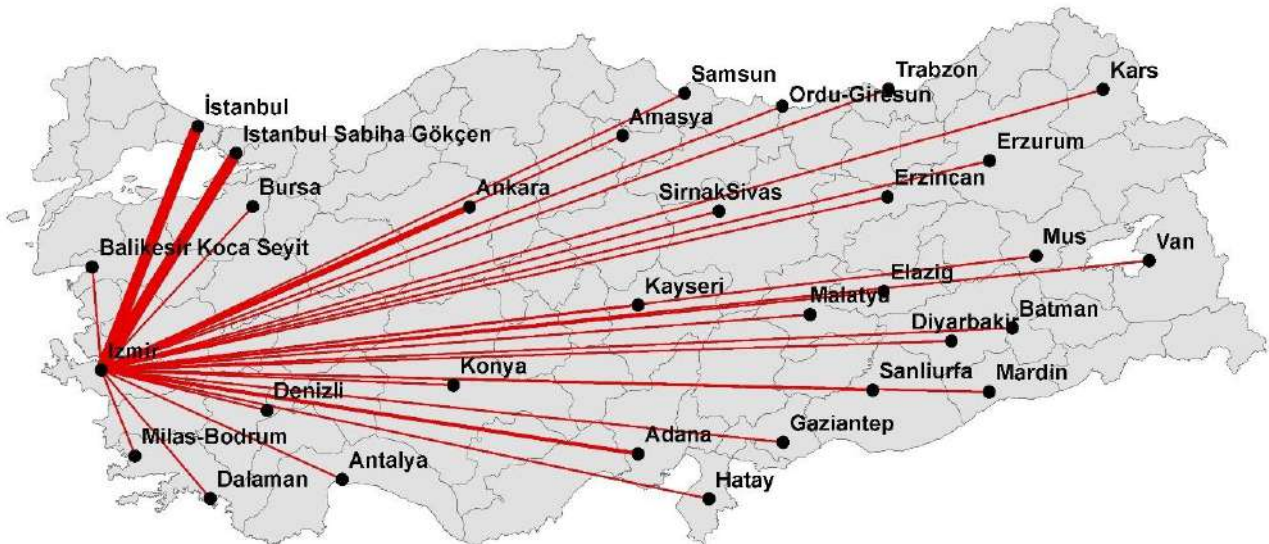 Samsun
Trabzon
Kars
Ordu-Giresun
İstanbul
Amasya
Istanbul Sabiha Gökçen
Erzurum
Bursa
Ankara
SirnakSivas
Erzincan
Balikesir Koca Seyit
Mus
Van
Elazig
Kayseri
Malatya
Batman
Diyarbakir
Izmir
Konya
Sanliurfa
Mardin
Denizli
Milas-Bodrum
Adana
Gaziantep
Antalya
Dalaman
Hatay